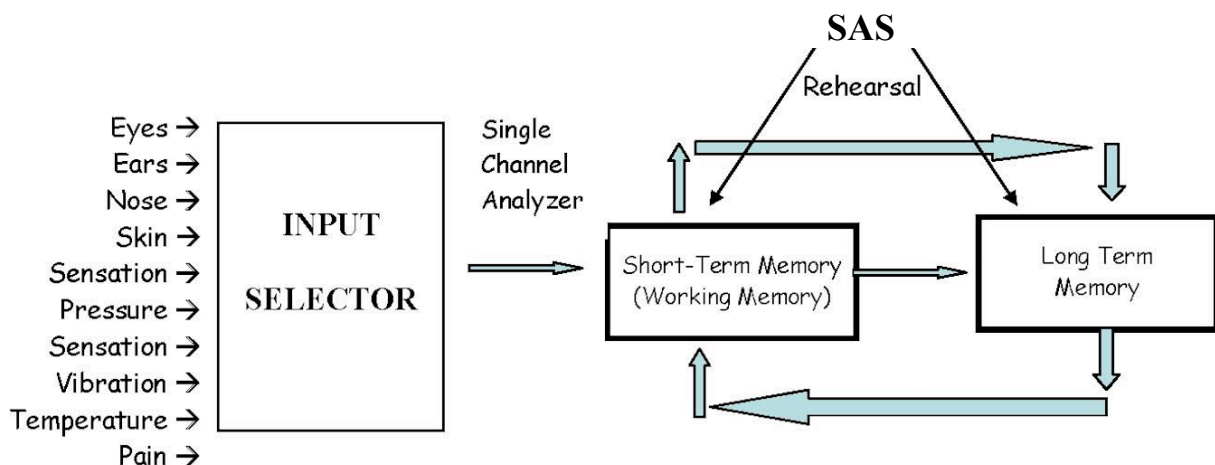 Eyes →
Ears →
Nose →
Skin →
Sensation →
Pressure →
Sensation →
Vibration →
Temperature →
Pain →
INPUT
SELECTOR
Single
Channel
Analyzer
SAS
Rehearsal
Short-Term Memory
(Working Memory)
Long Term
Memory